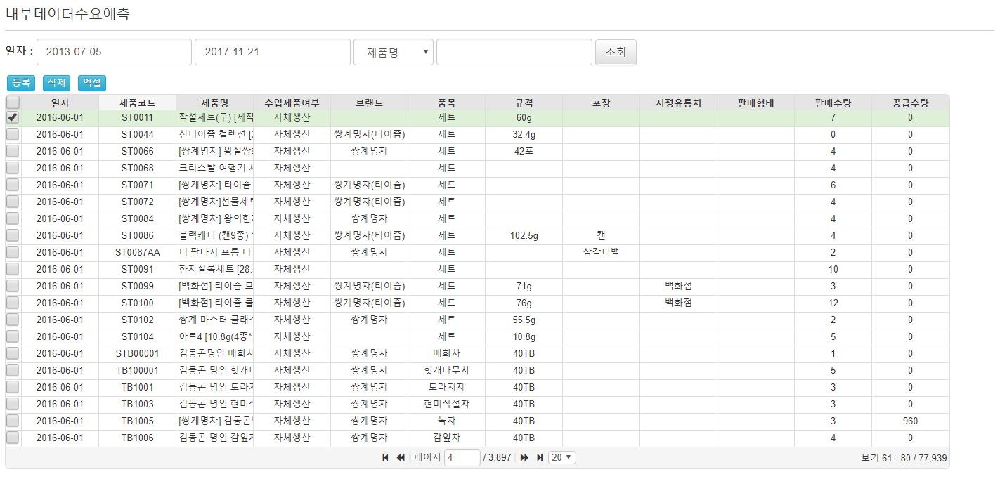 내부데이터수요예측
일자 : 2013-07-05 2017-11-21 제품명 조회
등록 삭제 엑셀
일자 제품코드 제품명 수입제품여부 브랜드 품목 규격 포장 지정유통처 판매형태 판매수량 공급수량
2016-06-01 ST0011 작설세트(구) [세작 자체생산 세트 60g 7 0
2016-06-01 ST0044 신티이즘 컬렉션 [ 자체생산 쌍계명차(티이즘) 세트 32.4g 0 0
2016-06-01 ST0066 [쌍계명차] 왕실쌍 자체생산 쌍계명차 세트 42포 4 0
2016-06-01 ST0068 크리스탈 여행기 자체생산 세트 4 0
2016-06-01 ST0071 [쌍계명차] 티이즘 자체생산 쌍계명차(티이즘) 세트 6 0
2016-06-01 ST0072 [쌍계명차]선물세트 자체생산 쌍계명차(티이즘) 세트 4 0
2016-06-01 ST0084 [쌍계명차] 왕의한 자체생산 쌍계명차 세트 4 0
2016-06-01 ST0086 블랙캐디 (캔9종) 자체생산 쌍계명차(티이즘) 세트 102.5g 캔 4 0
2016-06-01 ST0087AA 티 판타지 프롬 더 자체생산 쌍계명차 세트 삼각티백 2 0
2016-06-01 ST0091 한자실록세트 [28. 자체생산 세트 10 0
2016-06-01 ST0099 [백화점] 티이즘 모 자체생산 쌍계명차(티이즘) 세트 71g 백화점 3 0
2016-06-01 ST0100 [백화점] 티이즘 클 자체생산 쌍계명차(티이즘) 세트 76g 백화점 12 0
2016-06-01 ST0102 쌍계 마스터 클래스 자체생산 쌍계명차 세트 55.5g 2 0
2016-06-01 ST0104 아트4 [10.8g(4종* 자체생산 세트 10.8g 5 0
2016-06-01 STB00001 김동곤명인 매화차 자체생산 쌍계명차 매화차 40TB 1 0
2016-06-01 TB100001 김동곤 명인 헛개나 자체생산 쌍계명차 헛개나무차 40TB 5 0
2016-06-01 TB1001 김동곤 명인 도라지 자체생산 쌍계명차 도라지차 40TB 3 0
2016-06-01 TB1003 김동곤 명인 현미작 자체생산 쌍계명차 현미작설차 40TB 3 0
2016-06-01 TB1005 [쌍계명차] 김동곤 자체생산 쌍계명차 녹차 40TB 3 960
2016-06-01 TB1006 김동곤 명인 감잎차 자체생산 쌍계명차 감잎차 40TB 4 0
페이지 4 / 3,897 20 보기 61 - 80 / 77,939